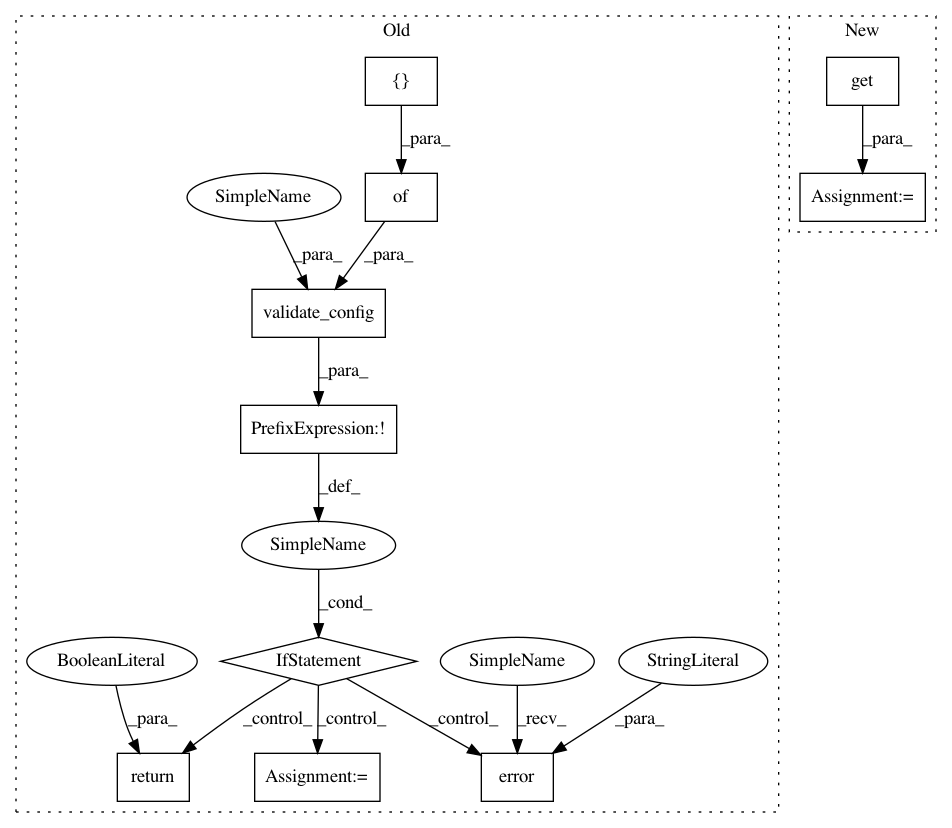 Old
New
{}
get
_para_
_para_
SimpleName
of
Assignment:=
_para_
_para_
validate_config
_para_
PrefixExpression:!
_def_
SimpleName
_cond_
BooleanLiteral
IfStatement
SimpleName
StringLiteral
_para_
_control_
_control_
_control_
_recv_
_para_
return
Assignment:=
error